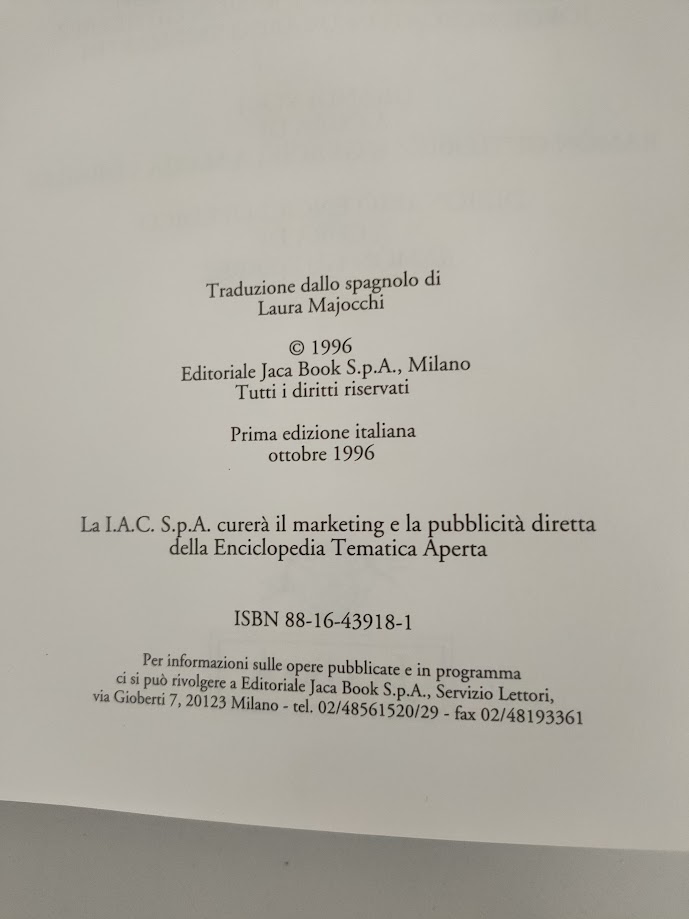 Traduzione dallo spagnolo di
Laura Majocchi
© 1996
Editoriale Jaca Book S.p.A., Milano
Tutti i diritti riservati
Prima edizione italiana
ottobre 1996
La I.A.C. S.p.A. curerà il marketing e la pubblicità diretta
della Enciclopedia Tematica Aperta
ISBN 88-16-43918-1
Per informazioni sulle opere pubblicate e in programma
ci si può rivolgere a Editoriale Jaca Book S.p.A., Servizio Lettori,
via Gioberti 7, 20123 Milano - tel. 02/48561520/29 - fax 02/48193361